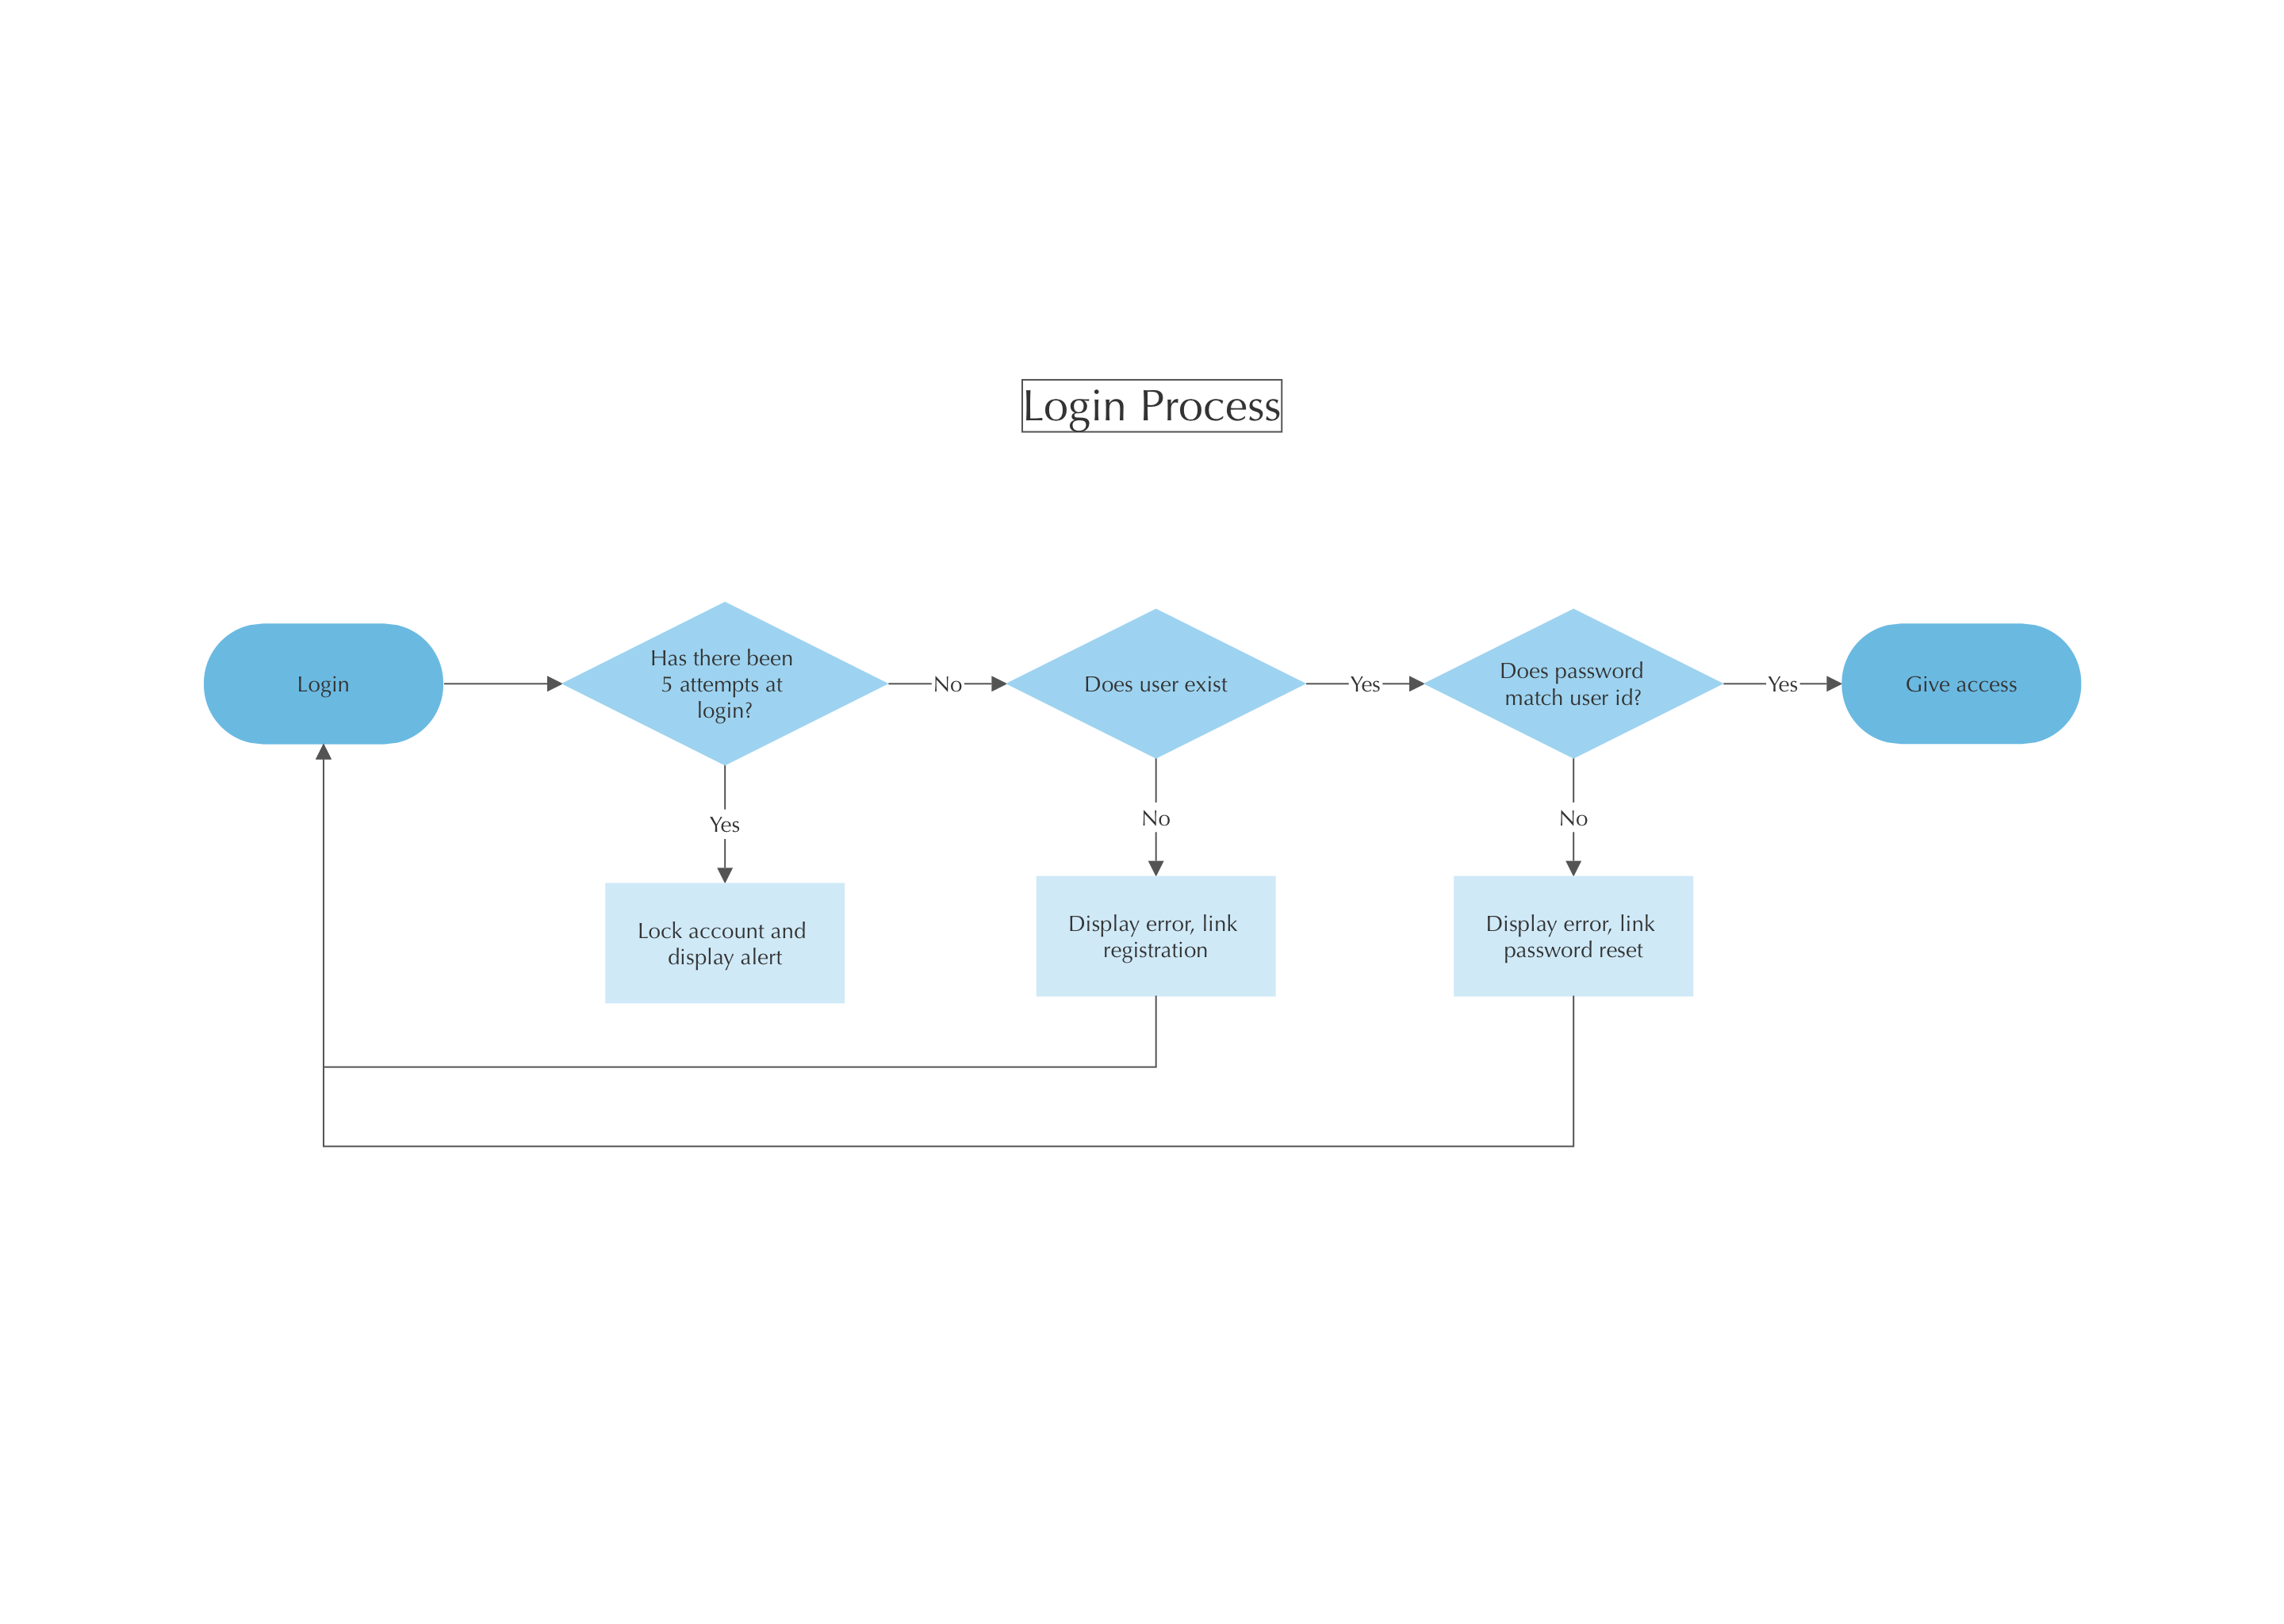 Login Process
Login
Has there been
5 attempts at
login?
No
Does user exist
Yes
Does password
match user id?
Yes
Give access
Yes
No
No
Lock account and
display alert
Display error, link
registration
Display error, link
password reset